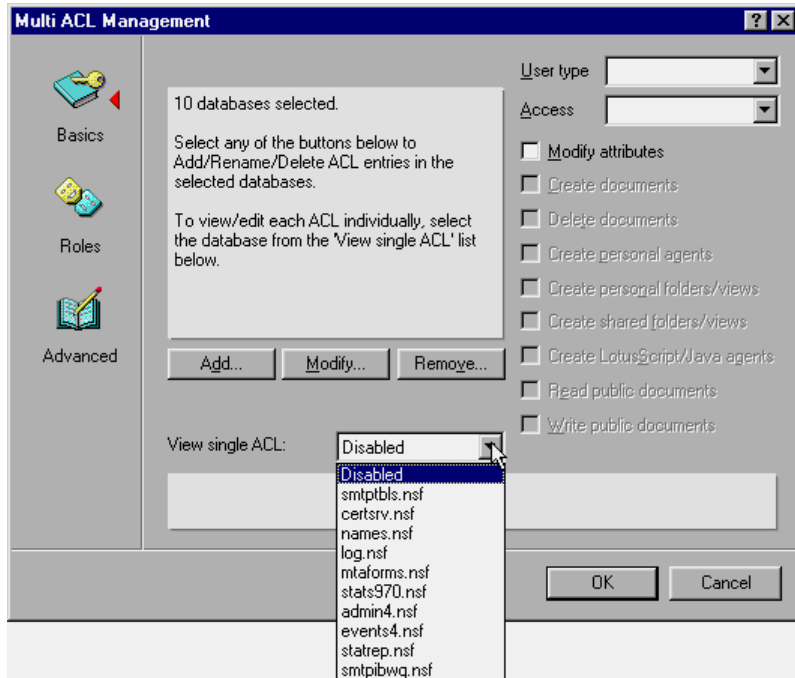 Multi ACL Management
Basics
Roles
Advanced
10 databases selected.
Select any of the buttons below to
Add/Rename/Delete ACL entries in the
selected databases.
To view/edit each ACL individually, select
the database from the 'View single ACL' list
below.
Add...
Modify...
Remove...
User type
Access
Modify attributes
Create documents
Delete documents
Create personal agents
Create personal folders/views
Create shared folders/views
Create LotusScript/Java agents
Read public documents
Write public documents
View single ACL:
Disabled
Disabled
smtptbls.nsf
certsrv.nsf
names.nsf
log.nsf
mtaforms.nsf
stats970.nsf
admin4.nsf
events4.nsf
statrep.nsf
smtpibwq.nsf
OK
Cancel